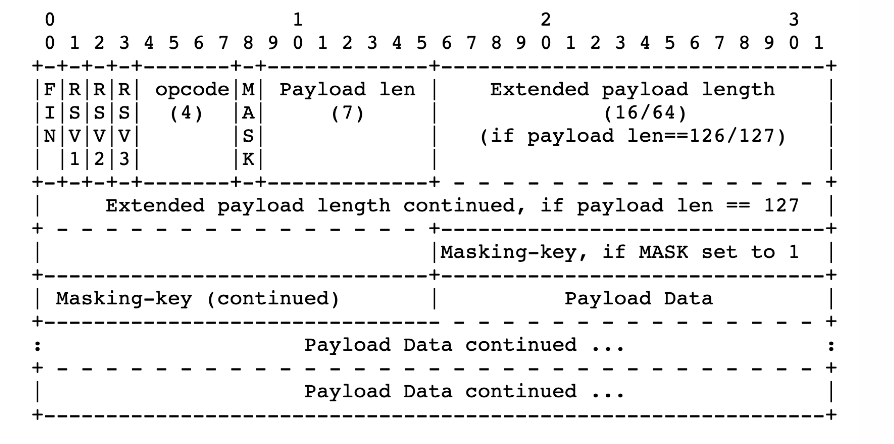 0                   1                   2                   3
 0 1 2 3 4 5 6 7 8 9 0 1 2 3 4 5 6 7 8 9 0 1 2 3 4 5 6 7 8 9 0 1
+-+-+-+-+-------+-+-------------+-------------------------------+
|F|R|R|R| opcode|M| Payload len |    Extended payload length    |
|I|S|S|S|  (4)  |A|     (7)     |             (16/64)           |
|N|V|V|V|       |S|             |   (if payload len==126/127)   |
| |1|2|3|       |K|             |                               |
+-+-+-+-+-------+-+-------------+ - - - - - - - - - - - - - - - +
|     Extended payload length continued, if payload len == 127  |
+ - - - - - - - - - - - - - - - +-------------------------------+
|                               |Masking-key, if MASK set to 1  |
+-------------------------------+-------------------------------+
| Masking-key (continued)       |          Payload Data         |
+-------------------------------- - - - - - - - - - - - - - - - +
:                     Payload Data continued ...                :
+ - - - - - - - - - - - - - - - - - - - - - - - - - - - - - - - +
|                     Payload Data continued ...                |
+---------------------------------------------------------------+